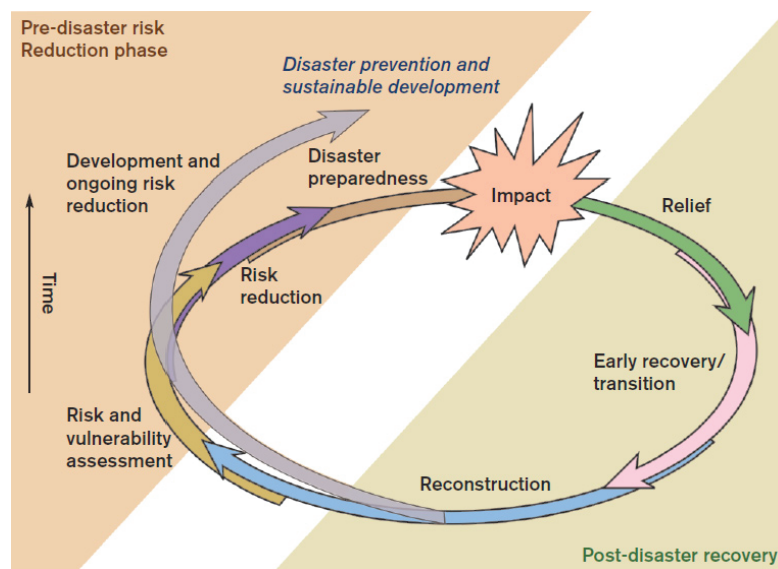 Pre-disaster risk
Reduction phase
Disaster prevention and
sustainable development
Development and
ongoing risk
reduction
Disaster
preparedness
Impact
Relief
Time
Risk
reduction
Early recovery/
transition
Risk and
vulnerability
assessment
Reconstruction
Post-disaster recovery